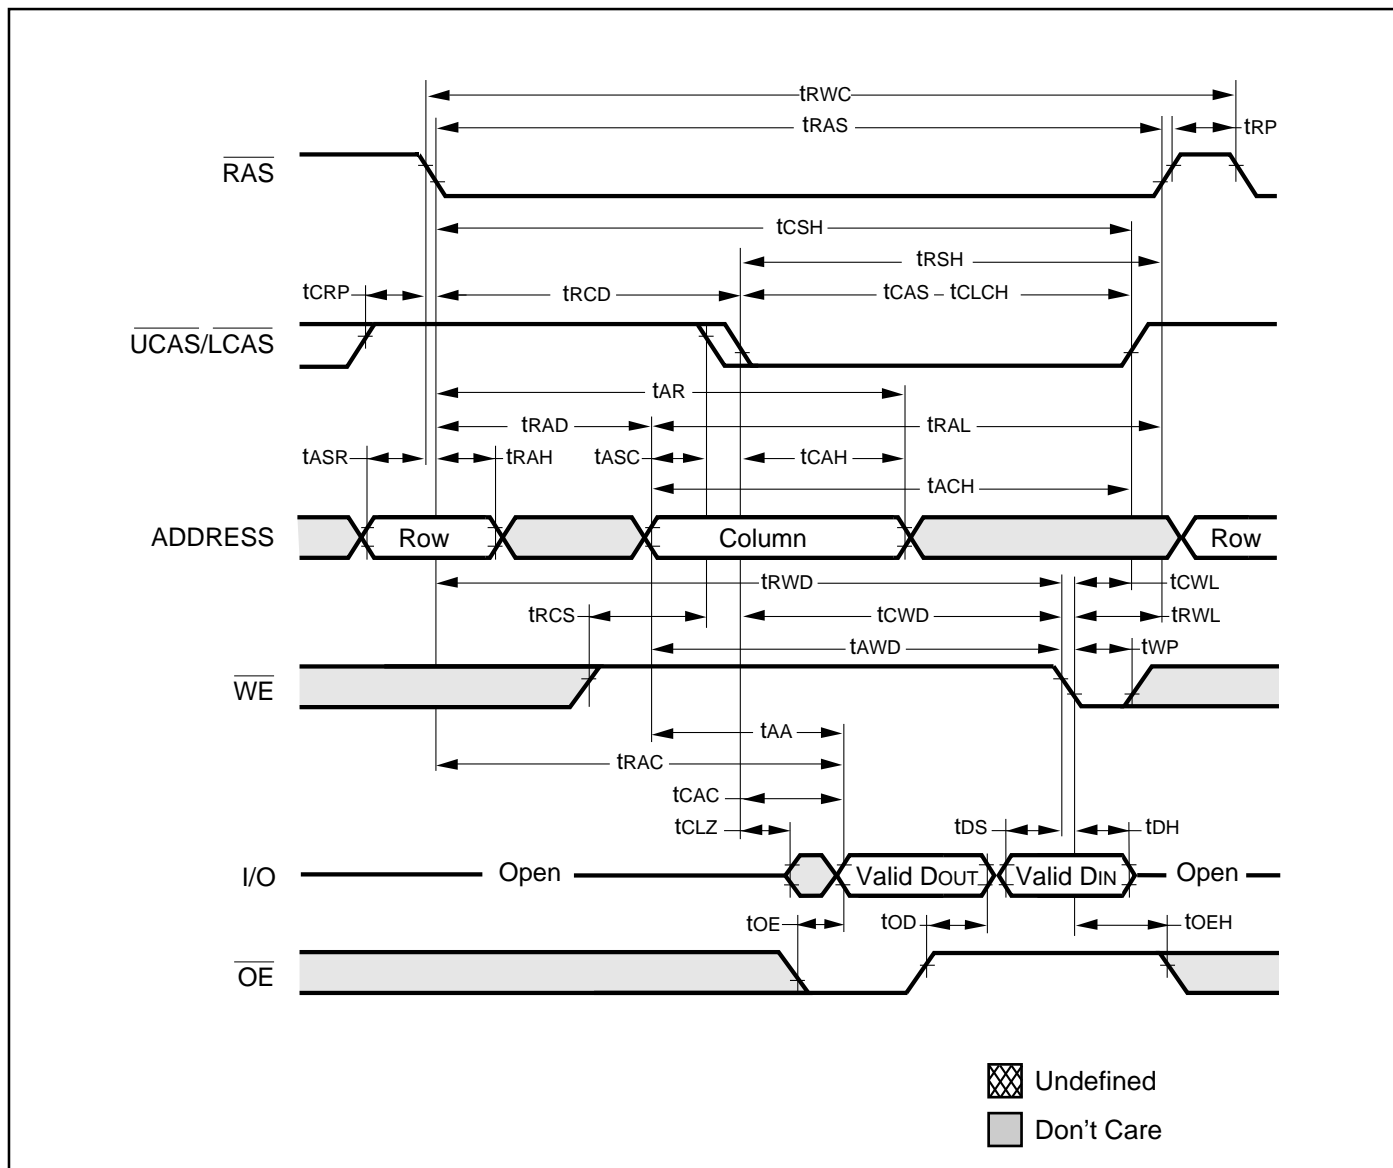 tRWC
tRAS
tRP
RAS
tCSH
tRSH
tCRP
tRCD
tCAS – tCLCH
UCAS/LCAS
tAR
tRAD
tRAL
tASR
tRAH
tASC
tCAH
tACH
ADDRESS
Row
Column
Row
tRWD
tCWL
tRCS
tCWD
tRWL
tAWD
tWP
WE
tAA
tRAC
tCAC
tCLZ
tDS
tDH
I/O
Open
Valid DOUT
Valid DIN
Open
tOE
tOD
tOEH
OE
Undefined
Don't Care